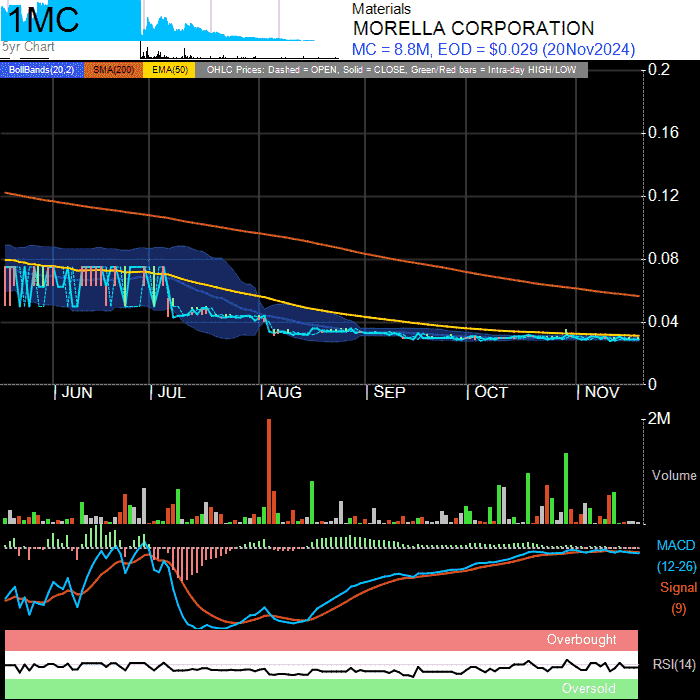 1MC
5yr Chart
Materials
MORELLA CORPORATION
MC = 8.8M, EOD = $0.029 (20Nov2024)
BollBands(20,2) SMA(200) EMA(50) OHLC Prices: Dashed = OPEN, Solid = CLOSE, Green/Red bars = Intra-day HIGH/LOW
0.2
0.16
0.12
0.08
0.04
0
JUN JUL AUG SEP OCT NOV
2M
Volume
MACD
(12-26)
Signal
(9)
Overbought
RSI(14)
Oversold